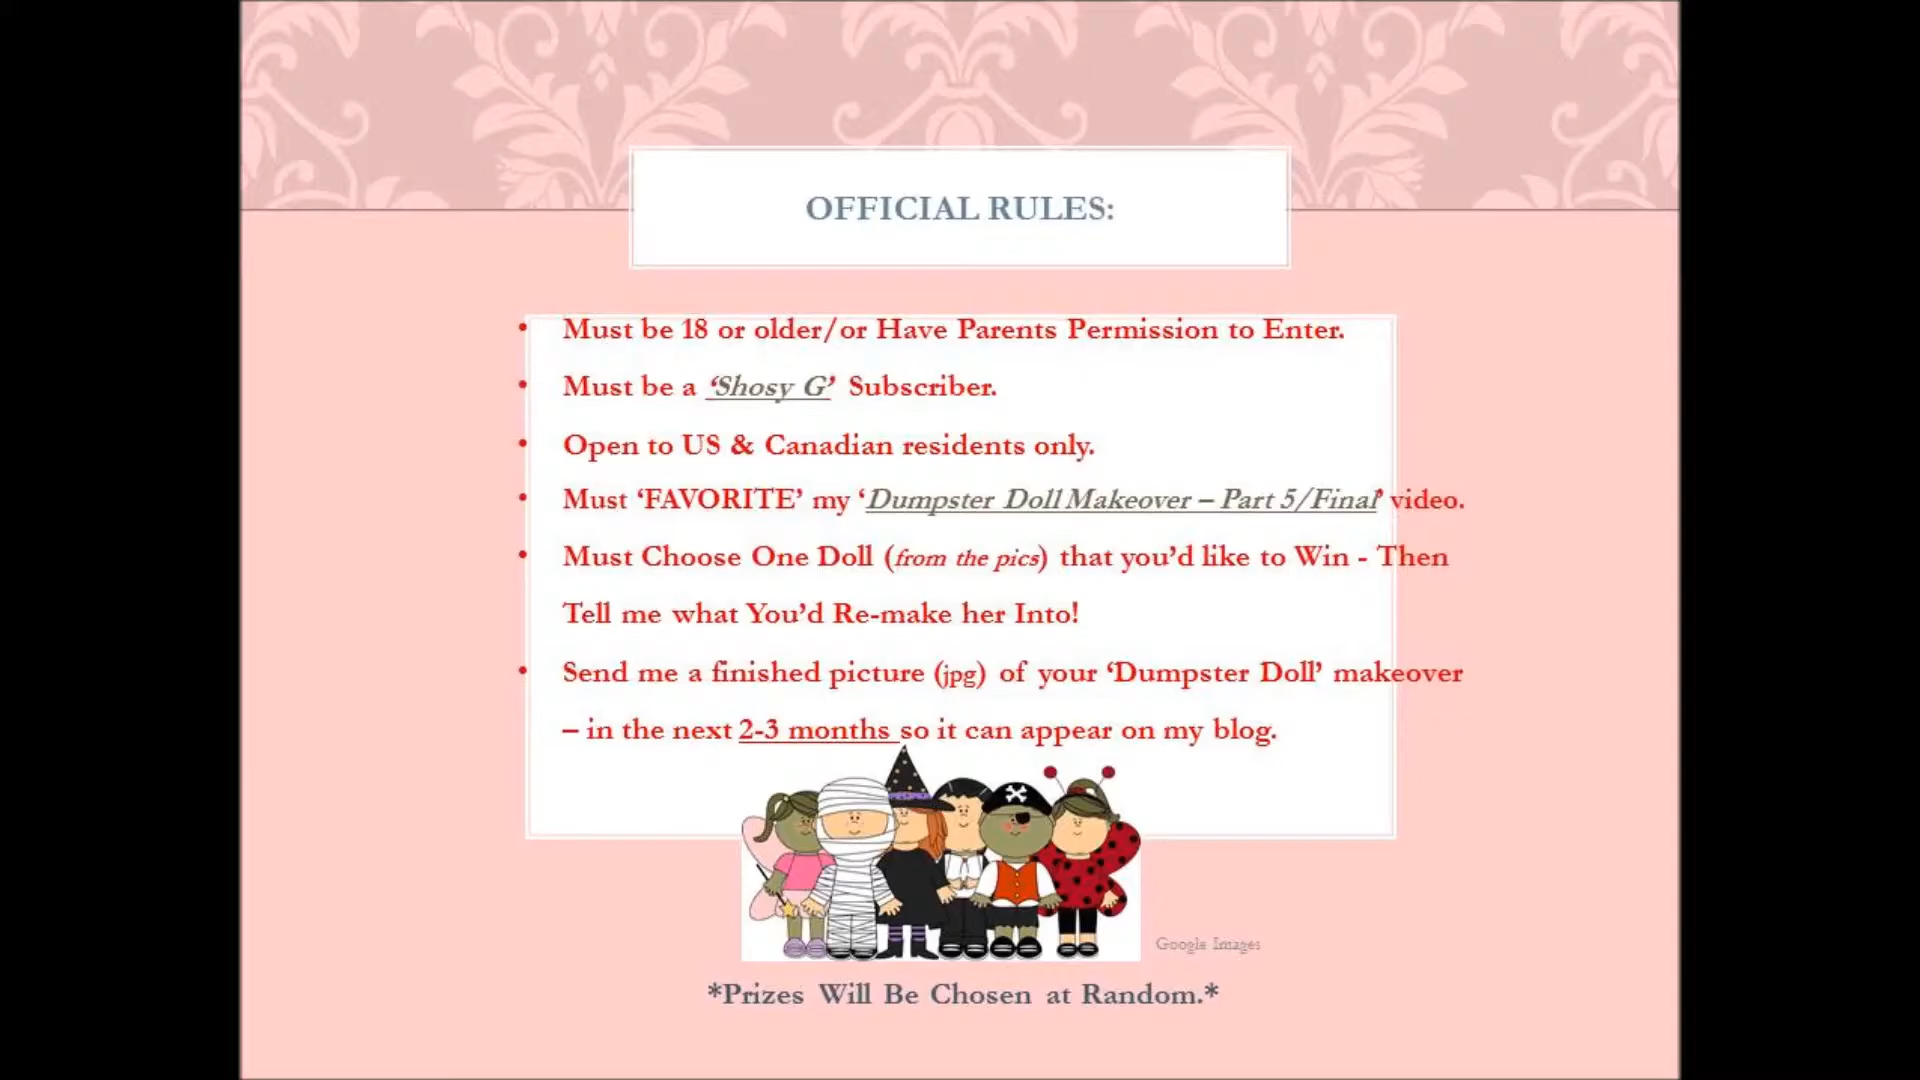 OFFICIAL RULES:
• Must be 18 or older/or Have Parents Permission to Enter.
• Must be a ‘Shosy G’ Subscriber.
• Open to US & Canadian residents only.
• Must ‘FAVORITE’ my ‘Dumpster Doll Makeover – Part 5/Final’ video.
• Must Choose One Doll (from the pics) that you’d like to Win - Then
Tell me what You’d Re-make her Into!
• Send me a finished picture (jpg) of your ‘Dumpster Doll’ makeover
– in the next 2-3 months so it can appear on my blog.
Google Images
*Prizes Will Be Chosen at Random.*